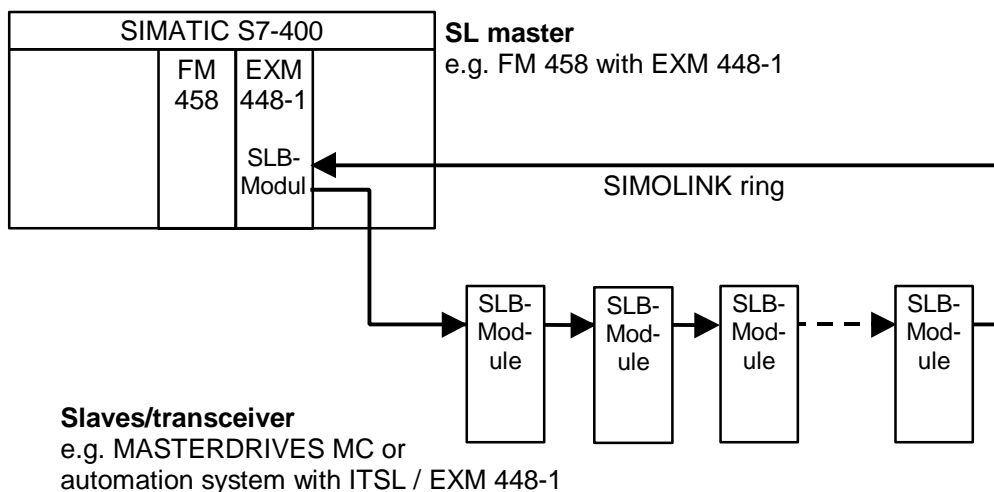 SIMATIC S7-400
FM
458
EXM
448-1
SLB-
Modul
SL master
e.g. FM 458 with EXM 448-1
SIMOLINK ring
SLB-
Mod-
ule
SLB-
Mod-
ule
SLB-
Mod-
ule
SLB-
Mod-
ule
Slaves/transceiver
e.g. MASTERDRIVES MC or
automation system with ITSL / EXM 448-1